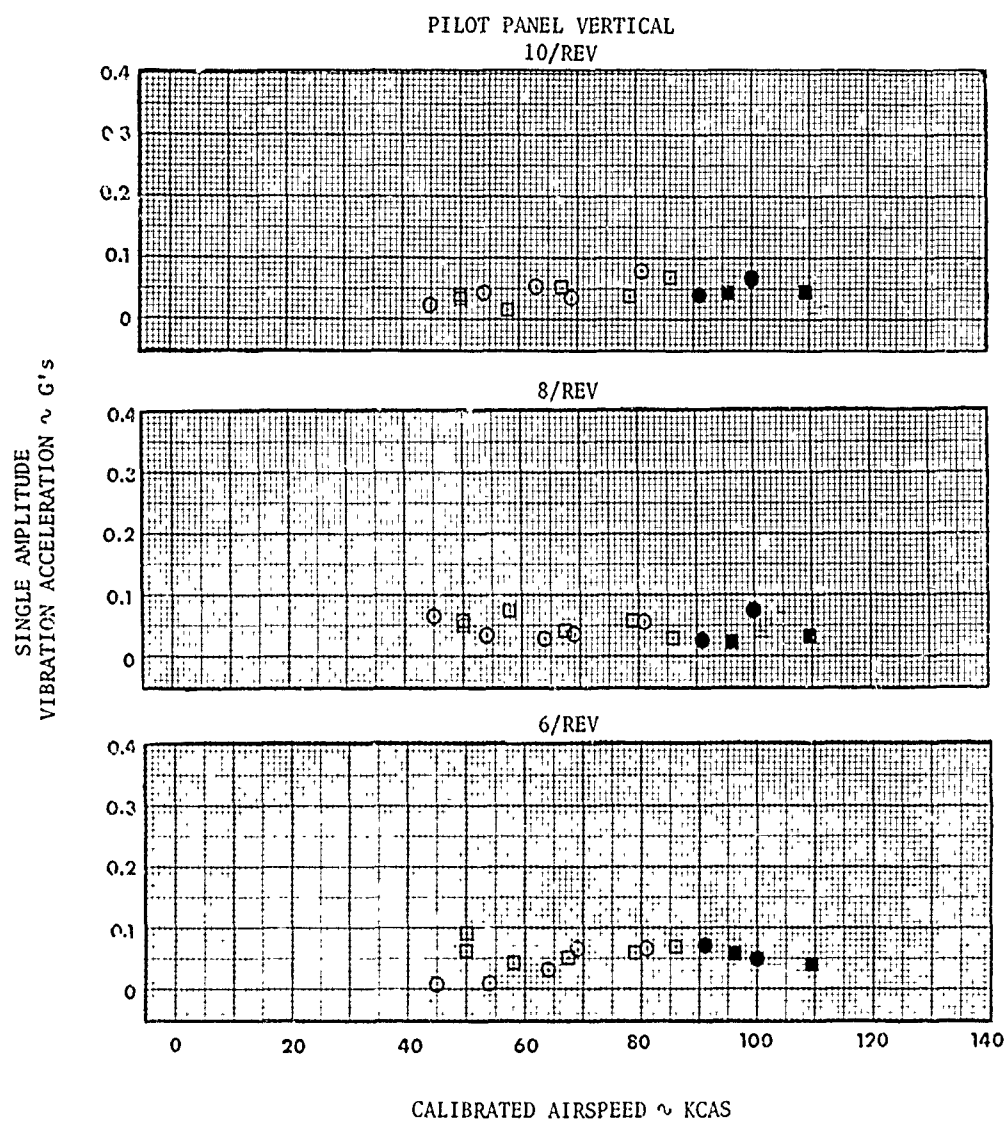 PILOT PANEL VERTICAL
10/REV
0.4
0.3
0.2
0.1
0
8/REV
0.4
0.3
0.2
0.1
0
6/REV
0.4
0.3
0.2
0.1
0
0 20 40 60 80 100 120 140
SINGLE AMPLITUDE
VIBRATION ACCELERATION ~ G's
CALIBRATED AIRSPEED ~ KCAS